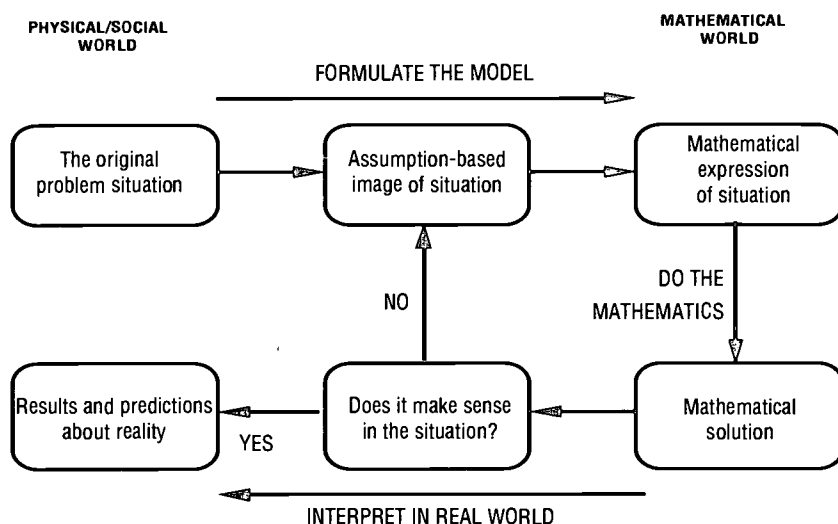 PHYSICAL/SOCIAL
WORLD
MATHEMATICAL
WORLD
FORMULATE THE MODEL
The original
problem situation
Assumption-based
image of situation
Mathematical
expression
of situation
NO
DO THE
MATHEMATICS
Results and predictions
about reality
YES
Does it make sense
in the situation?
Mathematical
solution
INTERPRET IN REAL WORLD